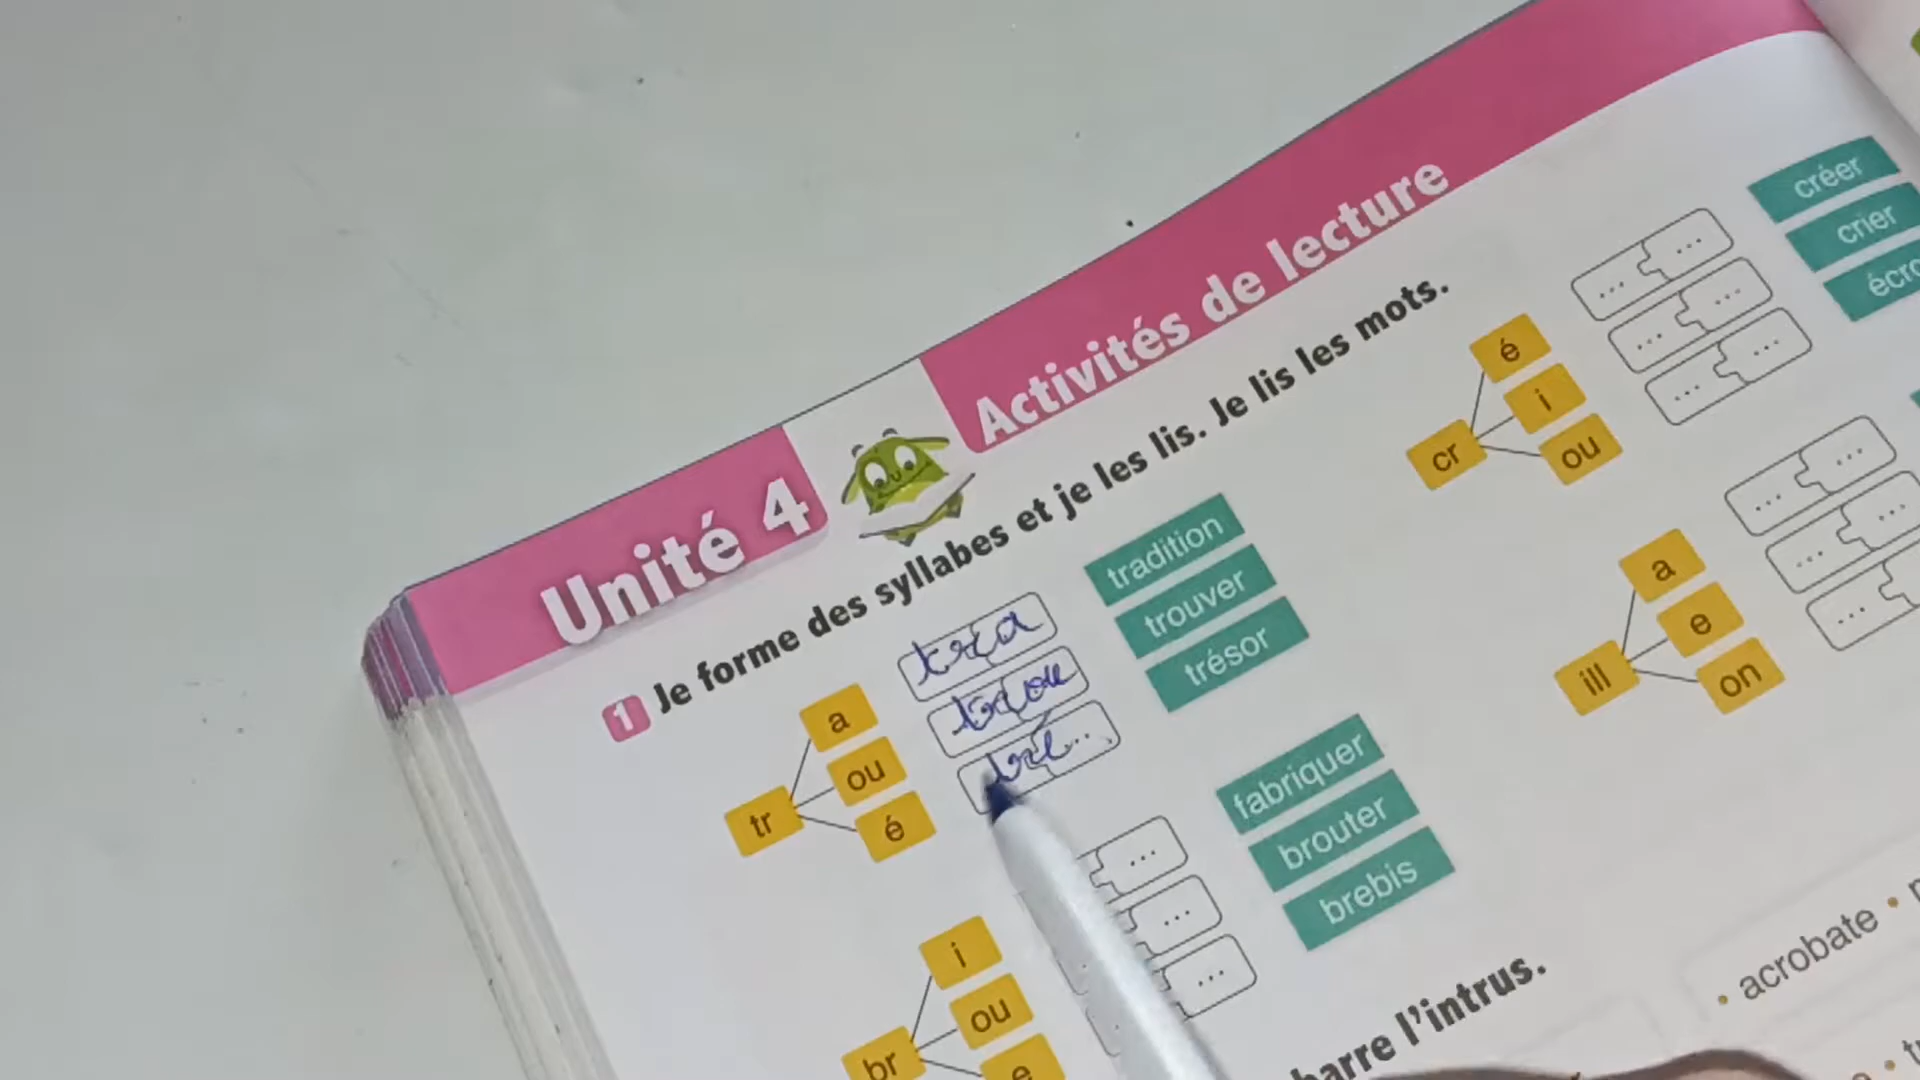 Unité 4
Activités de lecture
1 Je forme des syllabes et je les lis. Je lis les mots.
tr
a
ou
é
tra
trou
tré
tradition
trouver
trésor
cr
é
i
ou
... ...
... ...
... ...
créer
crier
br
i
ou
e
...
...
...
fabriquer
brouter
brebis
ill
a
e
on
... ...
... ...
...
barre l'intrus.
• acrobate •